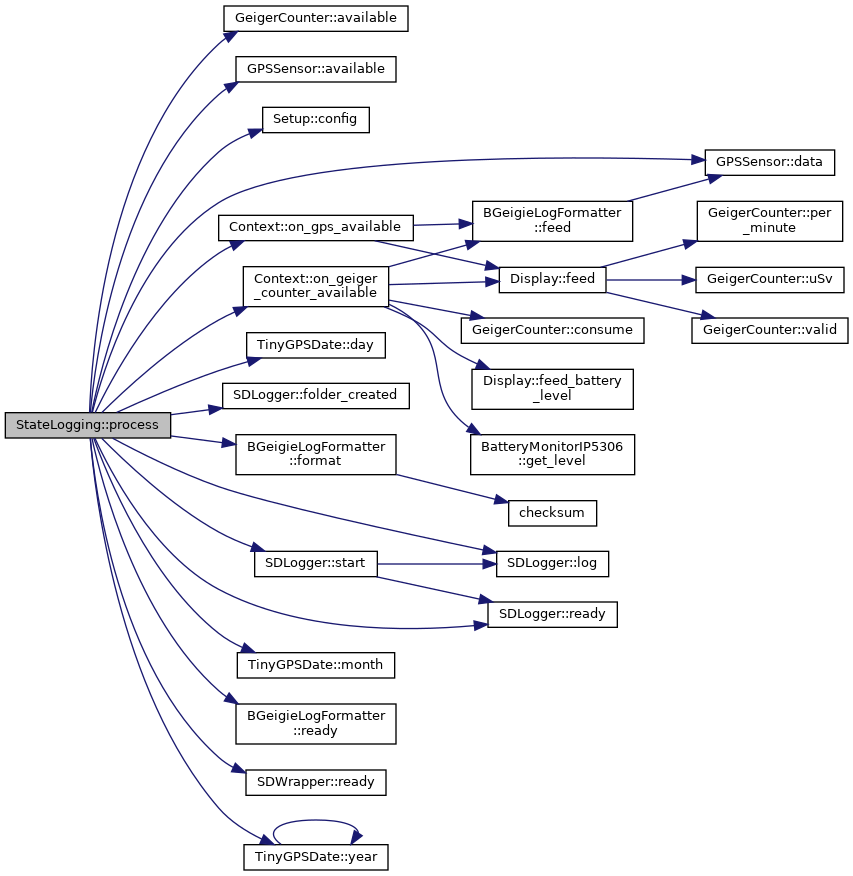 GeigerCounter::available
GPSSensor::available
Setup::config
GPSSensor::data
Context::on_gps_available
BGeigieLogFormatter
::feed
GeigerCounter::per
_minute
Context::on_geiger
_counter_available
Display::feed
GeigerCounter::uSv
GeigerCounter::consume
GeigerCounter::valid
TinyGPSDate::day
Display::feed_battery
_level
SDLogger::folder_created
StateLogging::process
BGeigieLogFormatter
::format
BatteryMonitorIP5306
::get_level
checksum
SDLogger::start
SDLogger::log
SDLogger::ready
TinyGPSDate::month
BGeigieLogFormatter
::ready
SDWrapper::ready
TinyGPSDate::year